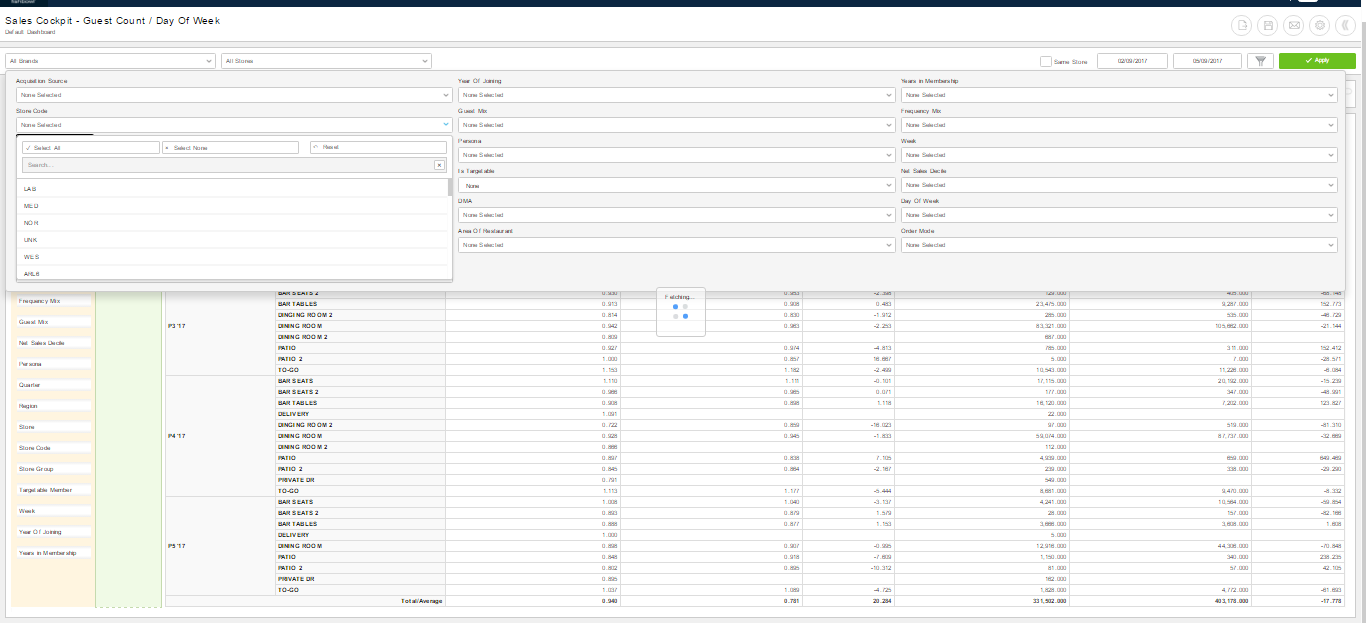 Sales Cockpit - Guest Count / Day Of Week
Default Dashboard
All Brands All Stores Same Store 02/09/2017 05/09/2017 Apply
Acquisition Source Year Of Joining Years in Membership
None Selected None Selected None Selected
Store Code Guest Mix Frequency Mix
None Selected None Selected None Selected
Persona Week
Select All Select None Reset None Selected None Selected
Search... Is Targetable Net Sales Decile
LAB None None Selected
MED DMA Day Of Week
NOR None Selected None Selected
UNK Area Of Restaurant Order Mode
WES None Selected None Selected
ARL6
BAR SEATS 2
Frequency Mix
Fetching...
BAR TABLES 0.913 0.908 0.483 23,475.000 9,287.000 152.773
DINGING ROOM 2 0.814 0.830 -1.912 285.000 535.000 -46.729
Guest Mix P3 '17 DINING ROOM 0.942 0.963 -2.253 83,321.000 105,662.000 -21.144
DINING ROOM 2 0.809 687.000
Net Sales Decile PATIO 0.927 0.974 -4.813 785.000 311.000 152.412
PATIO 2 1.000 0.857 16.667 5.000 7.000 -28.571
Persona TO-GO 1.153 1.182 -2.499 10,543.000 11,226.000 -6.084
Quarter BAR SEATS 1.110 1.111 -0.101 17,115.000 20,192.000 -15.239
BAR SEATS 2 0.966 0.965 0.071 177.000 347.000 -48.991
Region BAR TABLES 0.908 0.898 1.118 16,120.000 7,202.000 123.827
DELIVERY 1.091 22.000
Store DINGING ROOM 2 0.722 0.859 -16.023 97.000 519.000 -81.310
P4 '17 DINING ROOM 0.928 0.945 -1.833 59,074.000 87,737.000 -32.669
Store Code DINING ROOM 2 0.866 112.000
PATIO 0.897 0.838 7.105 4,939.000 659.000 649.469
Store Group PATIO 2 0.845 0.864 -2.167 239.000 338.000 -29.290
PRIVATE DR 0.791 549.000
Targetable Member TO-GO 1.113 1.177 -5.444 8,681.000 9,470.000 -8.332
BAR SEATS 1.008 1.040 -3.137 4,241.000 10,564.000 -59.854
Week BAR SEATS 2 0.893 0.879 1.579 28.000 157.000 -82.166
BAR TABLES 0.888 0.877 1.153 3,666.000 3,608.000 1.608
Year Of Joining DELIVERY 1.000 5.000
P5 '17 DINING ROOM 0.898 0.907 -0.995 12,916.000 44,308.000 -70.848
Years in Membership PATIO 0.848 0.918 -7.609 1,150.000 340.000 238.235
PATIO 2 0.802 0.895 -10.312 81.000 57.000 42.105
PRIVATE DR 0.895 162.000
TO-GO 1.037 1.089 -4.725 1,828.000 4,772.000 -61.693
Total/Average 0.940 0.781 20.284 331,502.000 403,178.000 -17.778